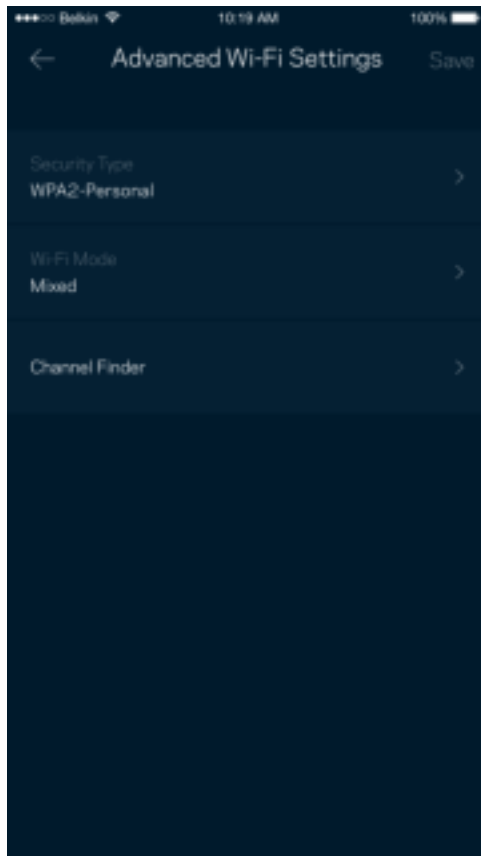 Belkin 10:19 AM 100%
Advanced Wi-Fi Settings Save
Security Type
WPA2-Personal
Wi-Fi Mode
Mixed
Channel Finder